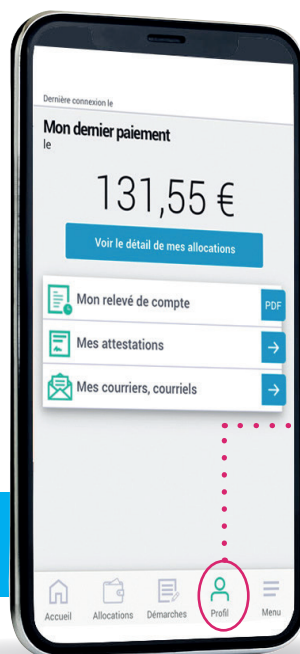 Dernière connexion le
Mon dernier paiement
le
131,55 €
Voir le détail de mes allocations
Mon relevé de compte
PDF
Mes attestations
Mes courriers, courriels
Accueil Allocations Démarches Profil Menu